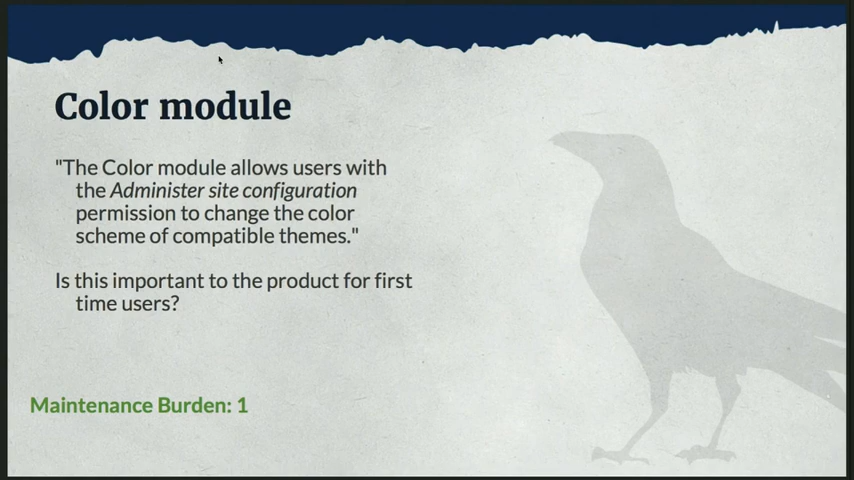 Color module
"The Color module allows users with
the Administer site configuration
permission to change the color
scheme of compatible themes."
Is this important to the product for first
time users?
Maintenance Burden: 1